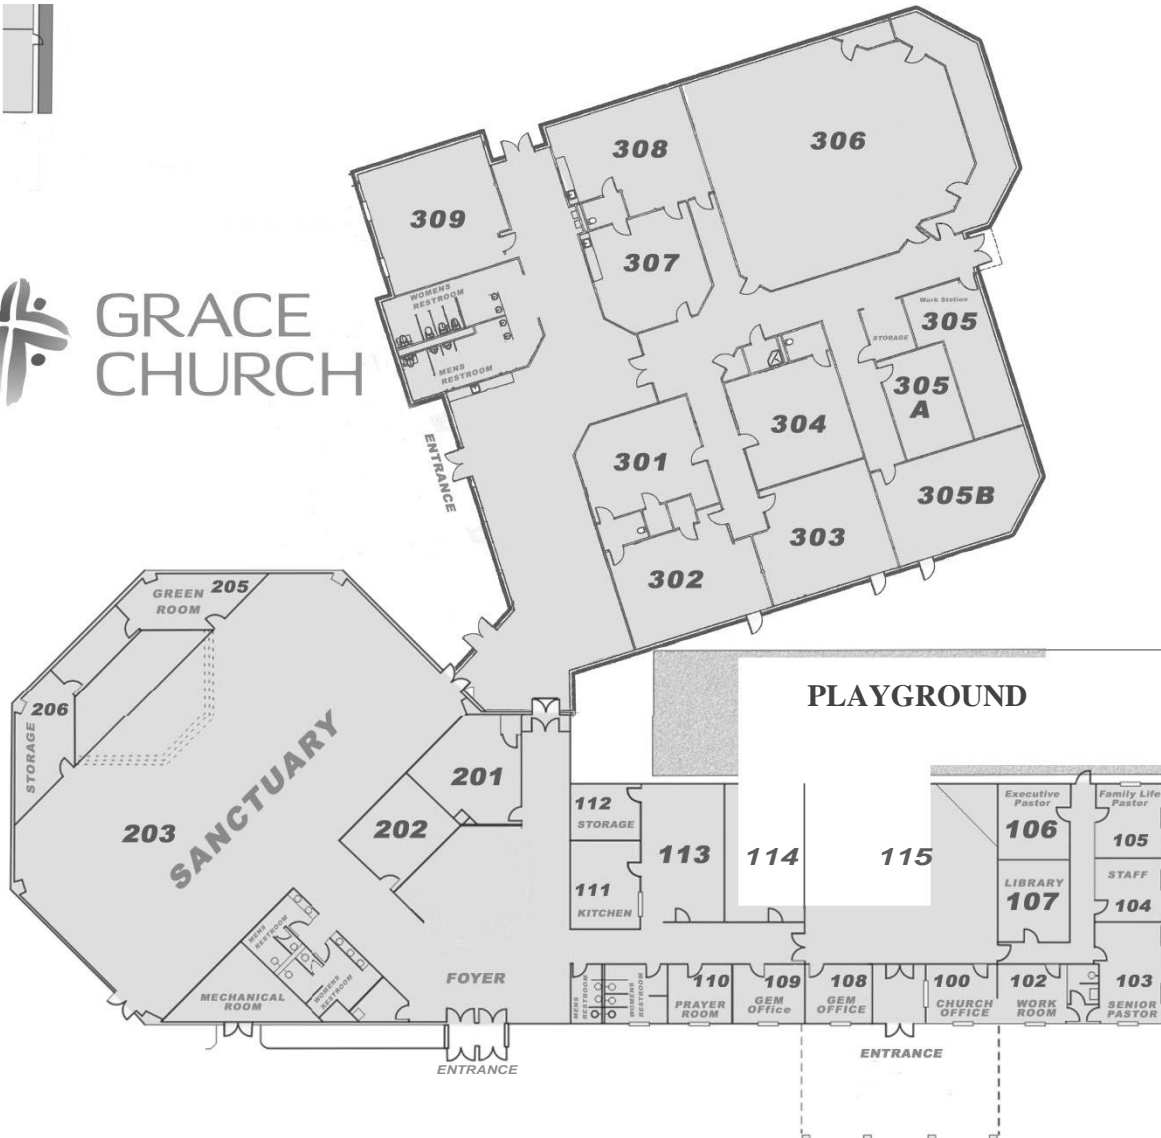 308
306
309
307
WOMENS
RESTROOM
Work Station
305
STORAGE
GRACE
CHURCH
MENS
RESTROOM
305
A
304
ENTRANCE
301
305B
303
302
GREEN
ROOM
205
206
STORAGE
PLAYGROUND
SANCTUARY
203
201
202
112
STORAGE
113
114
115
Executive
Pastor
106
Family Life
Pastor
105
111
KITCHEN
LIBRARY
107
STAFF
104
MENS
RESTROOM
WOMENS
RESTROOM
MECHANICAL
ROOM
FOYER
MENS
RESTROOM
WOMENS
RESTROOM
110
PRAYER
ROOM
109
GEM
Office
108
GEM
OFFICE
100
CHURCH
OFFICE
102
WORK
ROOM
103
SENIOR
PASTOR
ENTRANCE
ENTRANCE